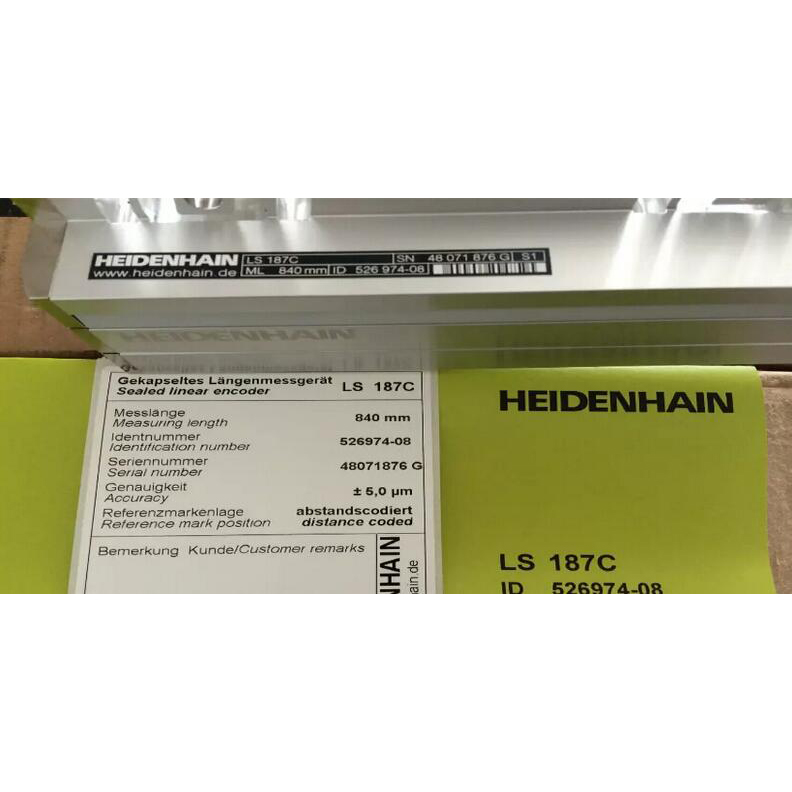 HEIDENHAIN LS 187C SN 48 071 876 G S1
www.heidenhain.de ML 840 mm ID 526 974-08
HEIDENHAIN
Gekapseltes Längenmessgerät LS 187C
Sealed linear encoder
Messlänge
Measuring length 840 mm
Identnummer
Identification number 526974-08
Seriennummer
Serial number 48071876 G
Genauigkeit
Accuracy ± 5,0 µm
Referenzmarkenlage abstandscodiert
Reference mark position distance coded
Bemerkung Kunde/Customer remarks
HEIDENHAIN
LS 187C
ID 526974-08